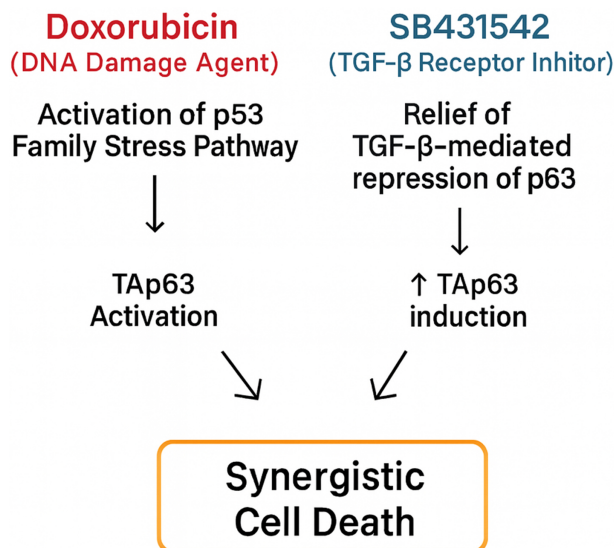 Doxorubicin
(DNA Damage Agent)
Activation of p53
Family Stress Pathway
TAp63
Activation
SB431542
(TGF-β Receptor Inhitor)
Relief of
TGF-β-mediated
repression of p63
↑ TAp63
induction
Synergistic
Cell Death